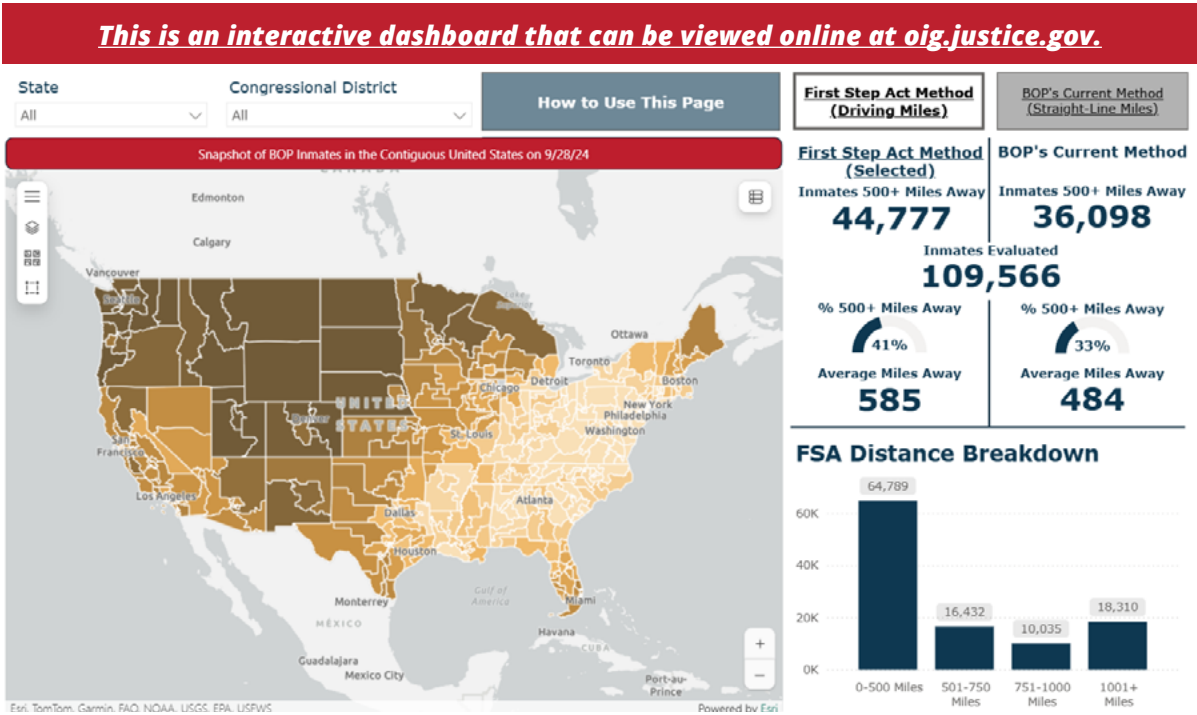 This is an interactive dashboard that can be viewed online at oig.justice.gov.
State
Congressional District
All
All
How to Use This Page
First Step Act Method
(Driving Miles)
BOP's Current Method
(Straight-Line Miles)
Snapshot of BOP Inmates in the Contiguous United States on 9/28/24
First Step Act Method
(Selected)
BOP's Current Method
Inmates 500+ Miles Away
44,777
Inmates 500+ Miles Away
36,098
Inmates Evaluated
109,566
% 500+ Miles Away
41%
% 500+ Miles Away
33%
Average Miles Away
585
Average Miles Away
484
FSA Distance Breakdown
64,789
16,432
10,035
18,310
60K
40K
20K
0K
0-500 Miles
501-750
Miles
751-1000
Miles
1001+
Miles
CANADA
Edmonton
Calgary
Vancouver
Seattle
Lake
Superior
Ottawa
Toronto
Boston
Detroit
Chicago
New York
Philadelphia
Washington
UNITED
STATES
Denver
St. Louis
San
Francisco
Los Angeles
Atlanta
Dallas
Houston
Gulf of
America
Miami
Monterrey
MÉXICO
Havana
CUBA
Guadalajara
Mexico City
Port-au-
Prince
+
−
Esri, TomTom, Garmin, FAO, NOAA, USGS, EPA, USFWS
Powered by Esri